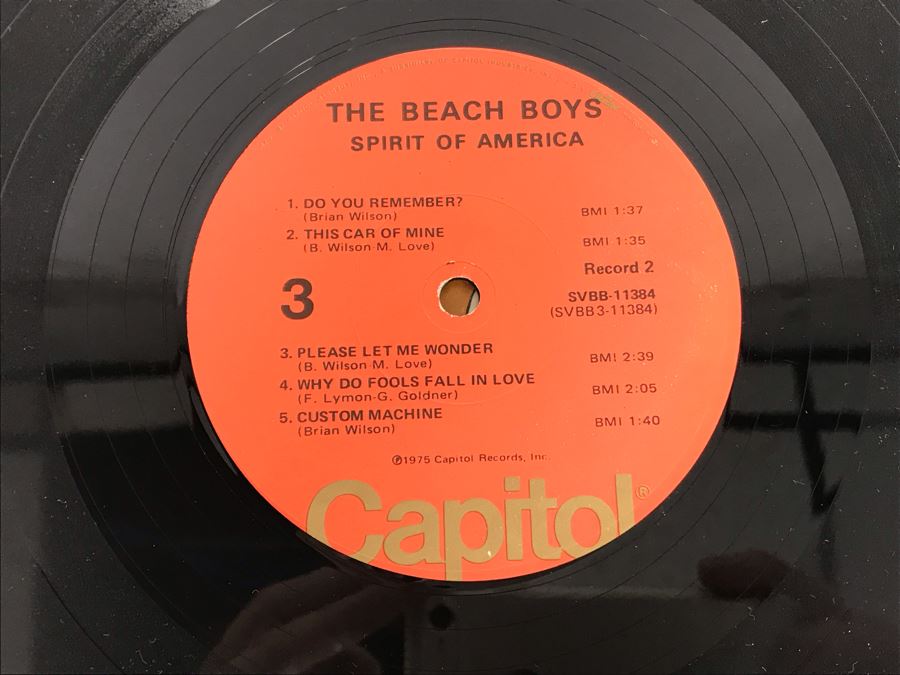 THE BEACH BOYS
SPIRIT OF AMERICA
1. DO YOU REMEMBER?
(Brian Wilson)
BMI 1:37
2. THIS CAR OF MINE
(B. Wilson-M. Love)
BMI 1:35
Record 2
3
SVBB-11384
(SVBB3-11384)
3. PLEASE LET ME WONDER
(B. Wilson-M. Love)
BMI 2:39
4. WHY DO FOOLS FALL IN LOVE
(F. Lymon-G. Goldner)
BMI 2:05
5. CUSTOM MACHINE
(Brian Wilson)
BMI 1:40
℗1975 Capitol Records, Inc.
Capitol®